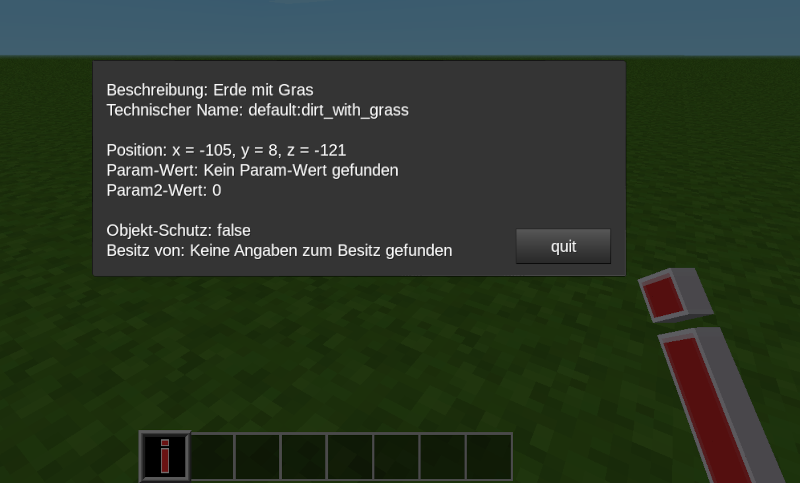 Beschreibung: Erde mit Gras
Technischer Name: default:dirt_with_grass
Position: x = -105, y = 8, z = -121
Param-Wert: Kein Param-Wert gefunden
Param2-Wert: 0
Objekt-Schutz: false
Besitz von: Keine Angaben zum Besitz gefunden
quit